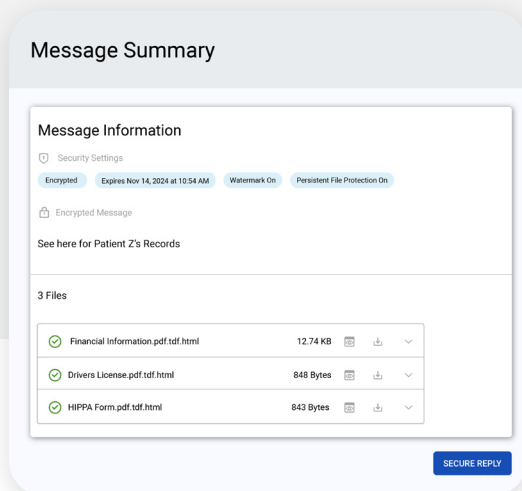 Message Summary
Message Information
Security Settings
Encrypted Expires Nov 14, 2024 at 10:54 AM Watermark On Persistent File Protection On
Encrypted Message
See here for Patient Z's Records
3 Files
Financial Information.pdf.tdf.html 12.74 KB
Drivers License.pdf.tdf.html 848 Bytes
HIPPA Form.pdf.tdf.html 843 Bytes
SECURE REPLY